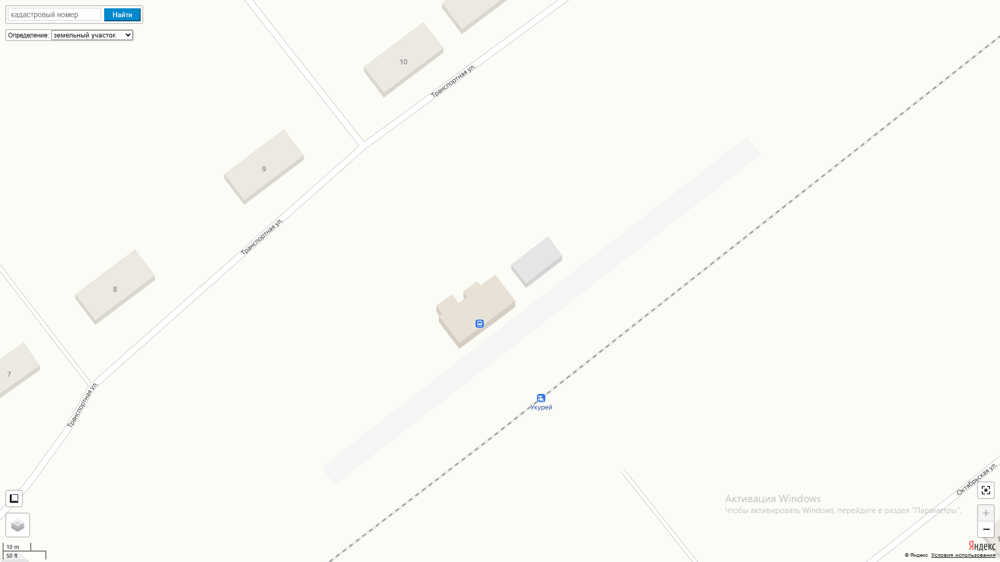 кадастровый номер
Найти
Определение: земельный участок
10
Транспортная ул.
9
Транспортная ул.
8
7
Транспортная ул.
Укурей
Октябрьская ул.
Активация Windows
Чтобы активировать Windows, перейдите в раздел "Параметры".
+
−
1
10 m
50 ft
Яндекс
© Яндекс Условия использования